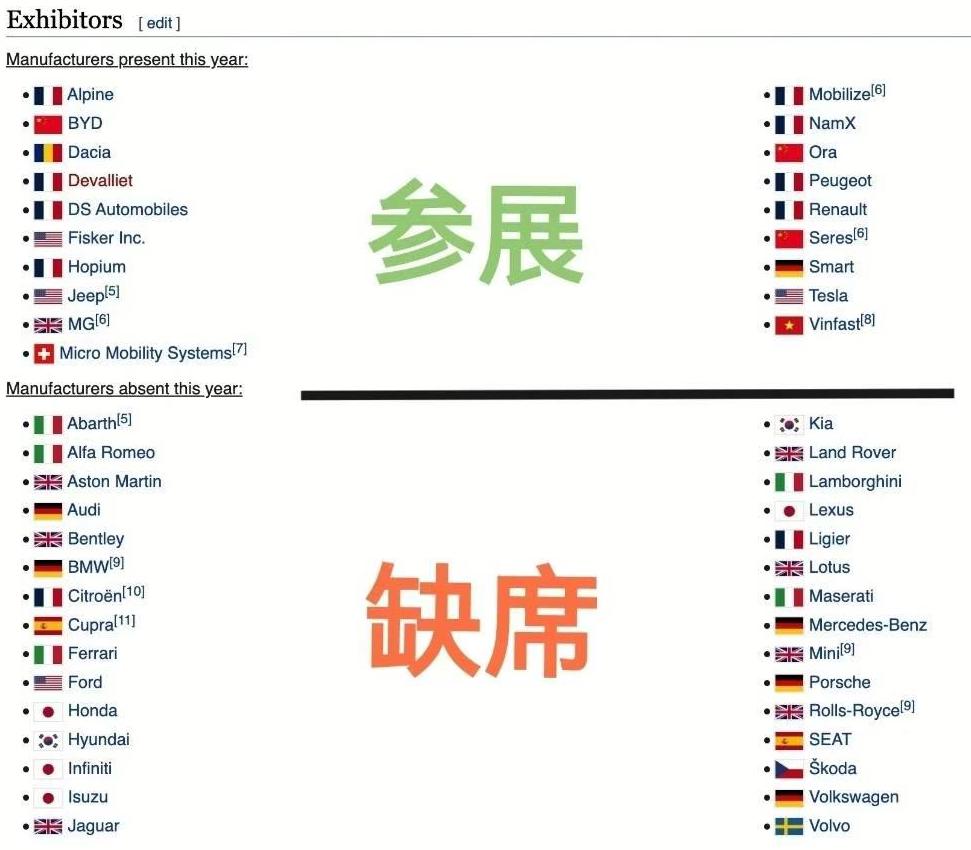 Exhibitors [ edit ]
Manufacturers present this year:
Alpine
BYD
Dacia
Devalliet
DS Automobiles
Fisker Inc.
Hopium
Jeep[5]
MG[6]
Micro Mobility Systems[7]
参展
Mobilize[6]
NamX
Ora
Peugeot
Renault
Seres[6]
Smart
Tesla
Vinfast[8]
Manufacturers absent this year:
Abarth[5]
Alfa Romeo
Aston Martin
Audi
Bentley
BMW[9]
Citroën[10]
Cupra[11]
Ferrari
Ford
Honda
Hyundai
Infiniti
Isuzu
Jaguar
缺席
Kia
Land Rover
Lamborghini
Lexus
Ligier
Lotus
Maserati
Mercedes-Benz
Mini[9]
Porsche
Rolls-Royce[9]
SEAT
Škoda
Volkswagen
Volvo